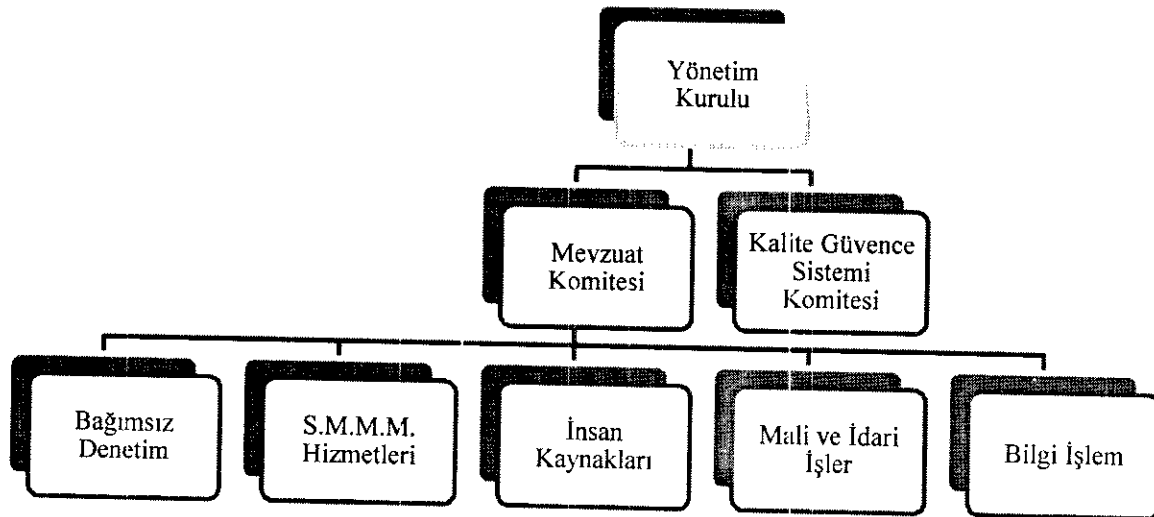 Yönetim
Kurulu
Mevzuat
Komitesi
Kalite Güvence
Sistemi
Komitesi
Bağımsız
Denetim
S.M.M.M.
Hizmetleri
İnsan
Kaynakları
Mali ve İdari
İşler
Bilgi İşlem